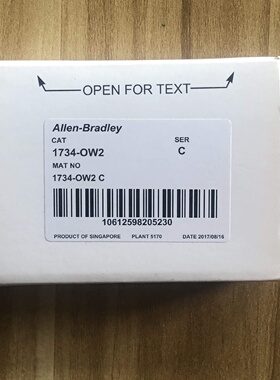 OPEN FOR TEXT
Allen-Bradley
CAT SER
1734-OW2 C
MAT NO
1734-OW2 C
10612598205230
PRODUCT OF SINGAPORE PLANT 5170 DATE 2017/08/16